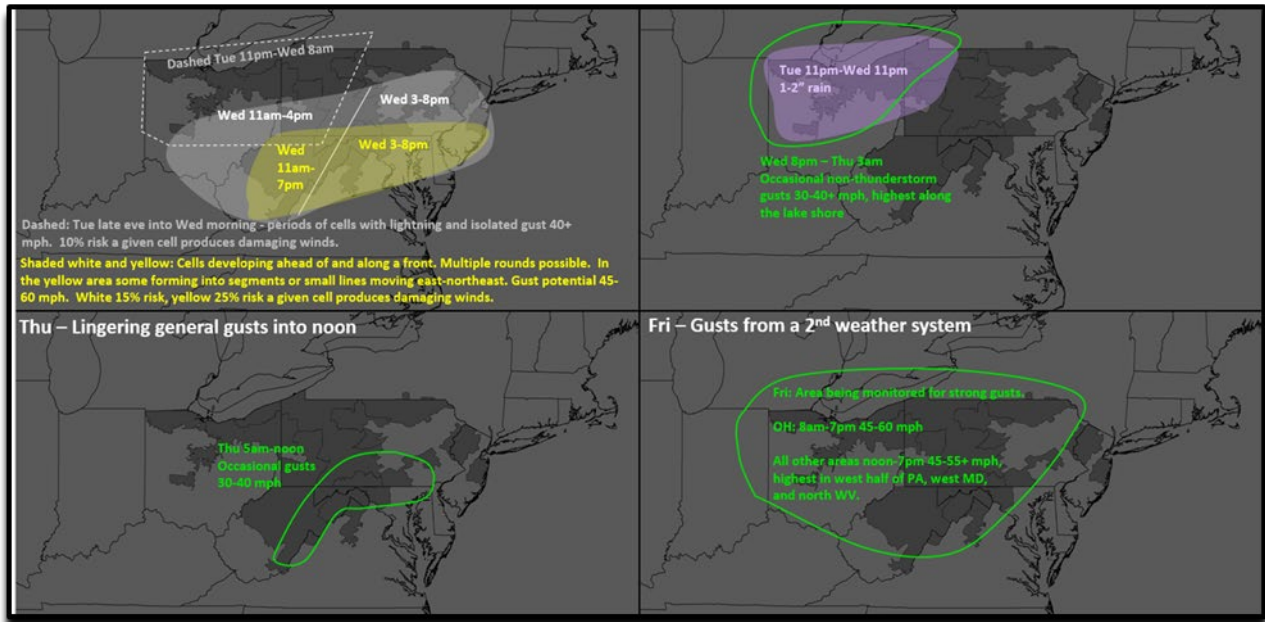 Dashed Tue 11pm-Wed 8am
Wed 3-8pm
Wed 11am-4pm
Wed
11am-
7pm
Wed 3-8pm
Dashed: Tue late eve into Wed morning - periods of cells with lightning and isolated gust 40+
mph.  10% risk a given cell produces damaging winds.
Shaded white and yellow: Cells developing ahead of and along a front. Multiple rounds possible.  In
the yellow area some forming into segments or small lines moving east-northeast. Gust potential 45-
60 mph.  White 15% risk, yellow 25% risk a given cell produces damaging winds.
Tue 11pm-Wed 11pm
1-2” rain
Wed 8pm – Thu 3am
Occasional non-thunderstorm
gusts 30-40+ mph, highest along
the lake shore
Thu – Lingering general gusts into noon
Thu 5am-noon
Occasional gusts
30-40 mph
Fri – Gusts from a 2nd weather system
Fri: Area being monitored for strong gusts.
OH: 8am-7pm 45-60 mph
All other areas noon-7pm 45-55+ mph,
highest in west half of PA, west MD,
and north WV.